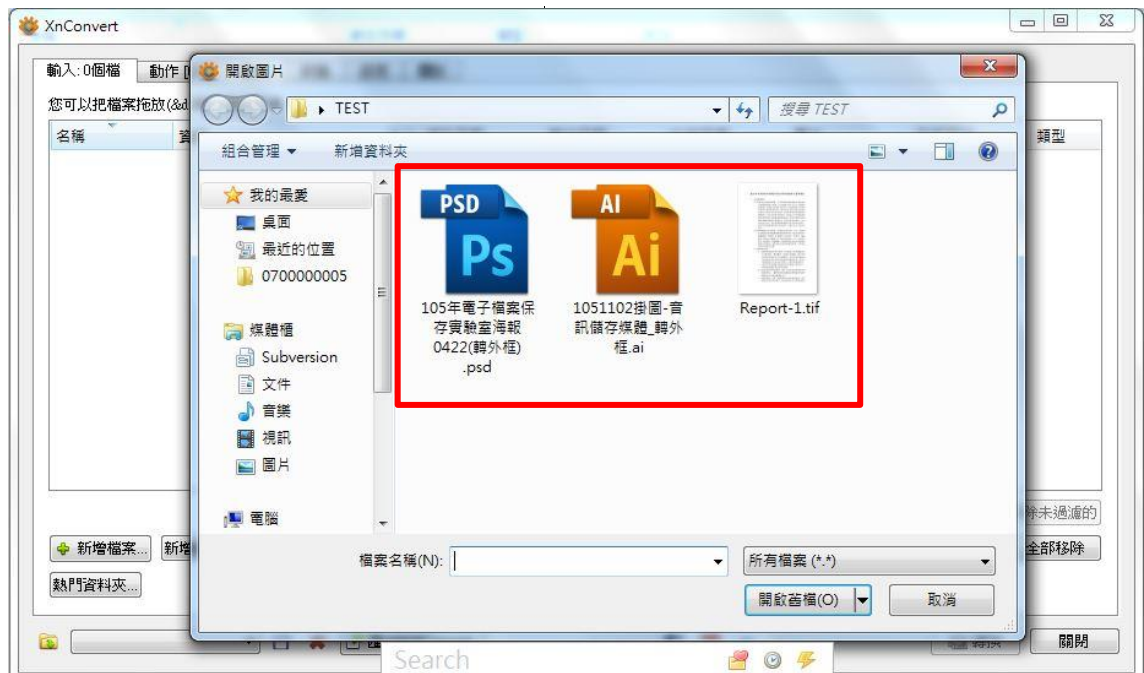 XnConvert
輸入:0個檔
動作
您可以把檔案拖放(&d
名稱
類型
開啟圖片
TEST
搜尋 TEST
組合管理
新增資料夾
我的最愛
桌面
最近的位置
0700000005
媒體櫃
Subversion
文件
音樂
視訊
圖片
電腦
PSD
Ps
105年電子檔案保
存實驗室海報
0422(轉外框)
.psd
AI
Ai
1051102掛圖-音
訊儲存媒體_轉外
框.ai
Report-1.tif
檔案名稱(N):
所有檔案 (*.*)
開啟舊檔(O)
取消
除未過濾的
新增檔案...
新增
全部移除
熱門資料夾...
關閉
Search